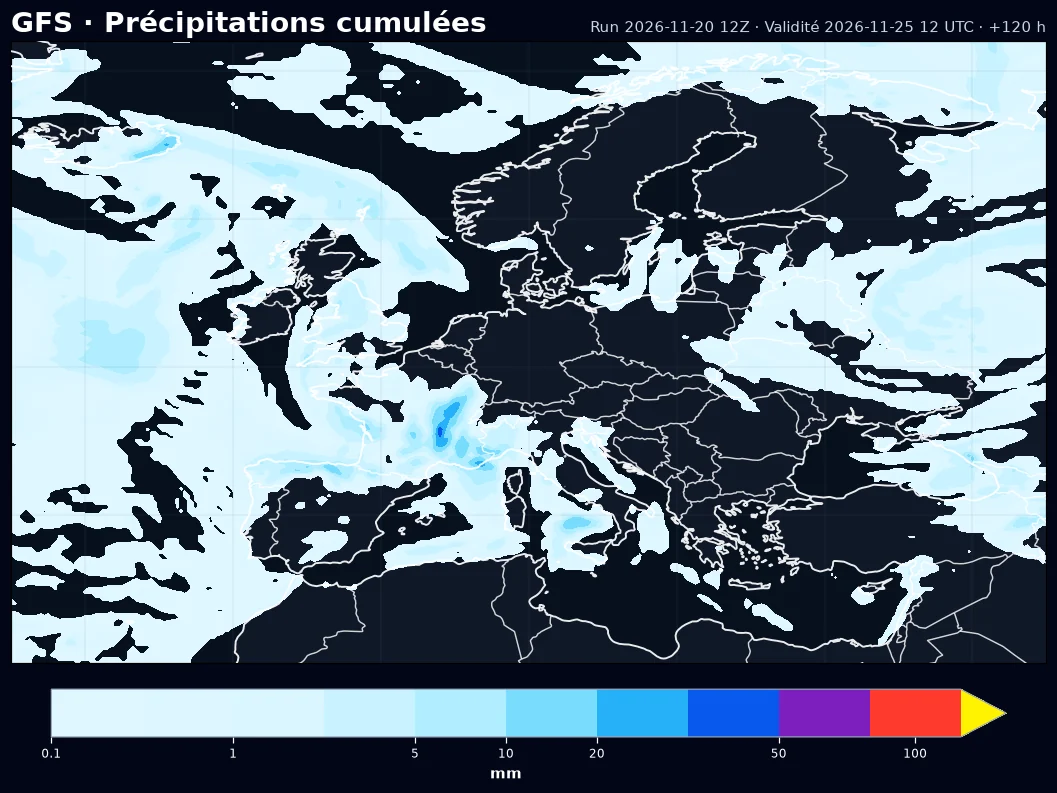 GFS · Précipitations cumulées
Run 2026-11-20 12Z · Validité 2026-11-25 12 UTC · +120 h
0.1 1 5 10 20 50 100
mm